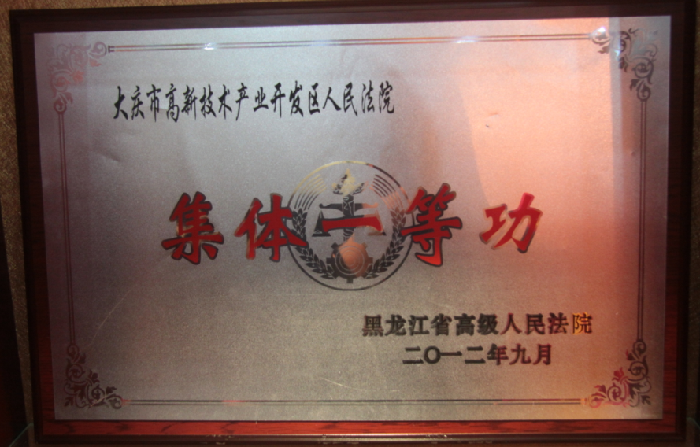 大庆市高新技术产业开发区人民法院
集体一等功
黑龙江省高级人民法院
二〇一二年九月